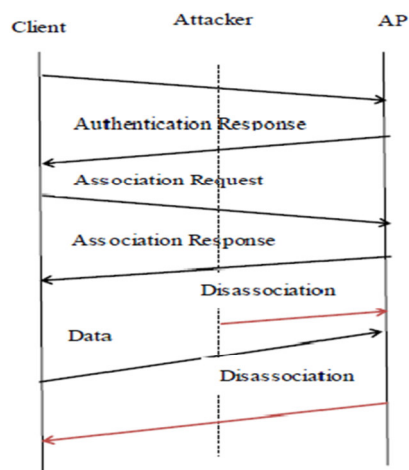 Client Attacker AP
Authentication Response
Association Request
Association Response
Disassociation
Data
Disassociation